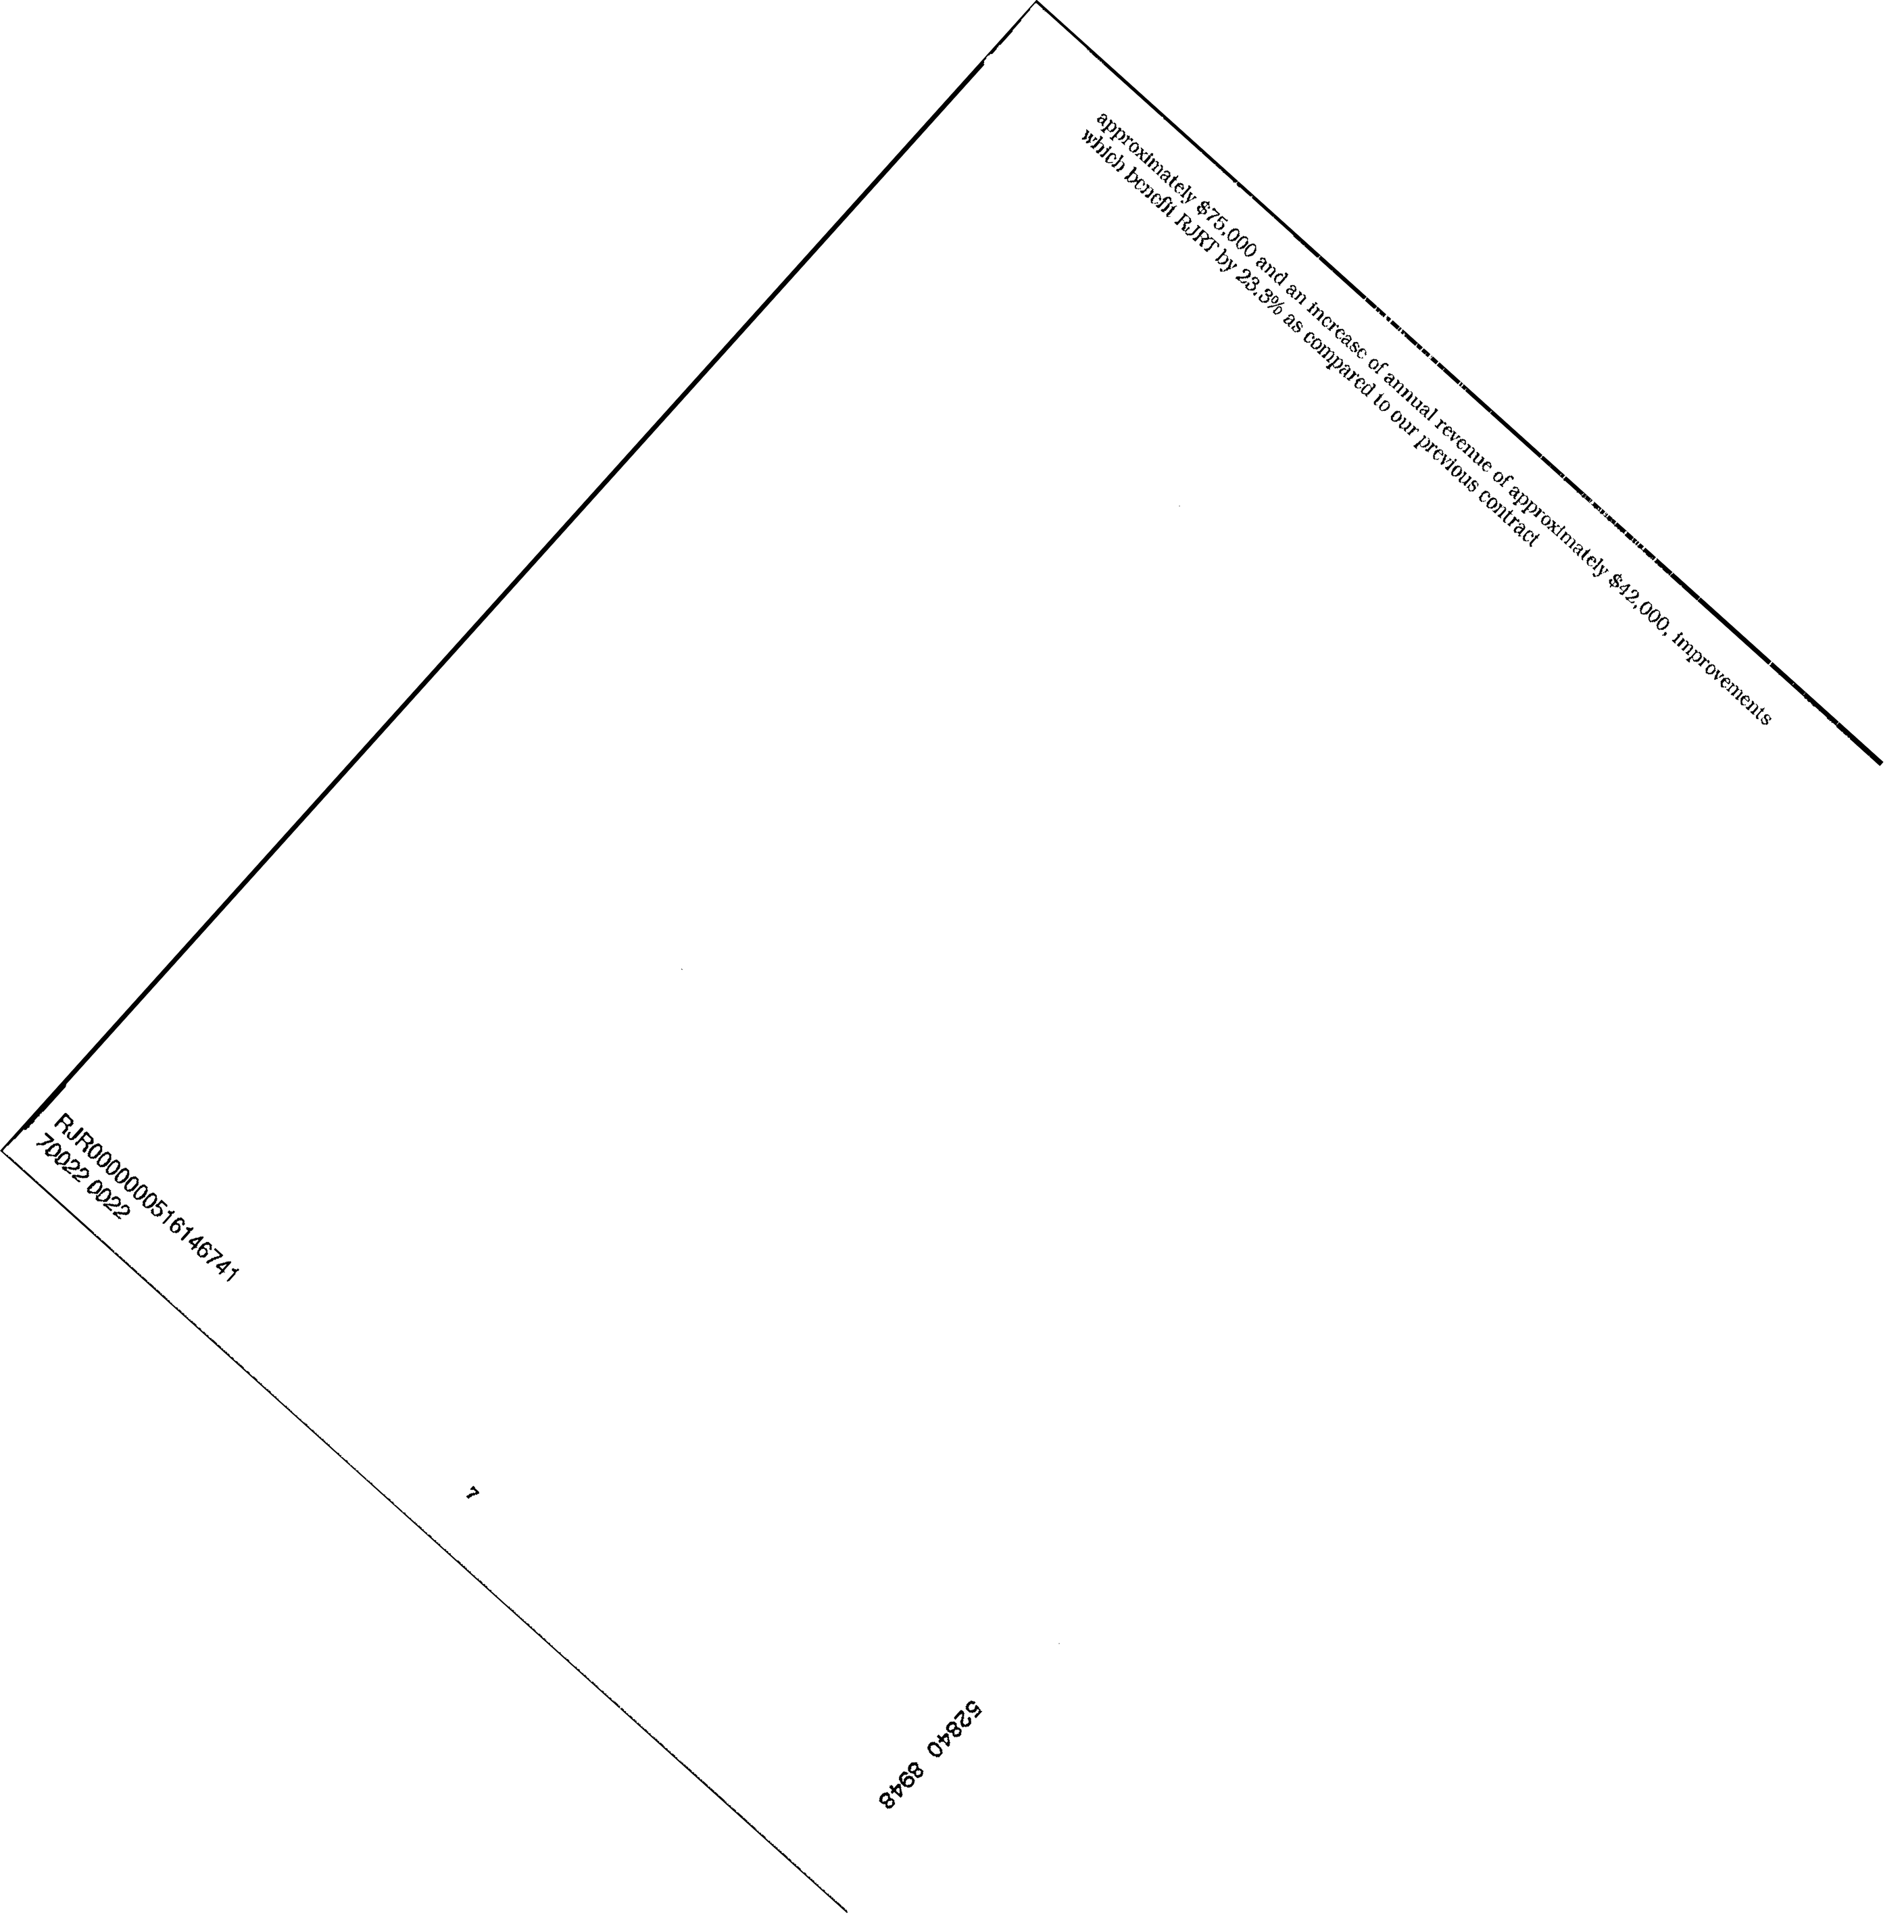 approximately $75,000 and an increase of annual revenue of approximately $42,000, improvements
which benefit RJRT by 23.3% as compared to our previous contract
7
52840 8948
RJR0000000516146741
70022 0022